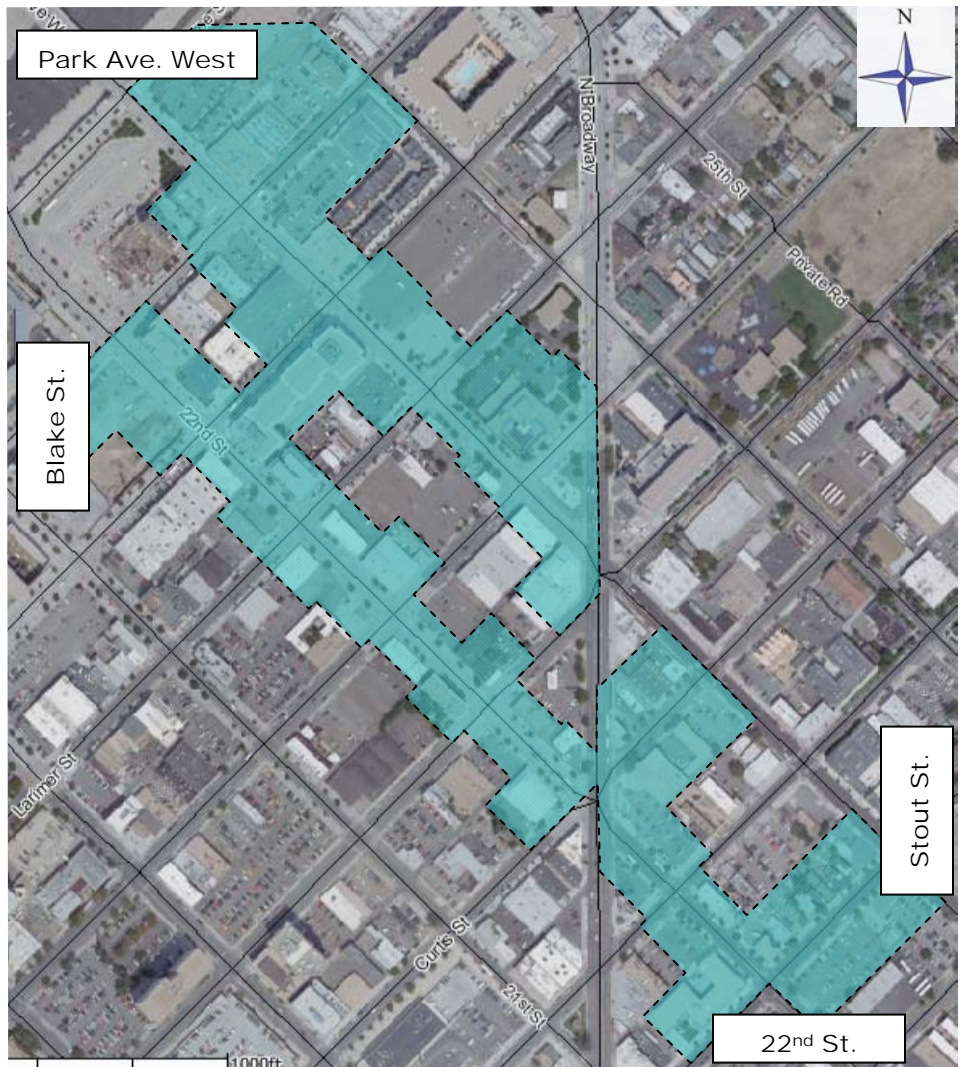 Park Ave. West
N
N Broadway
25th St
Private Rd
Blake St.
22nd St
Larimer St
Stout St.
Curtis St
21st St
22nd St.
1000ft